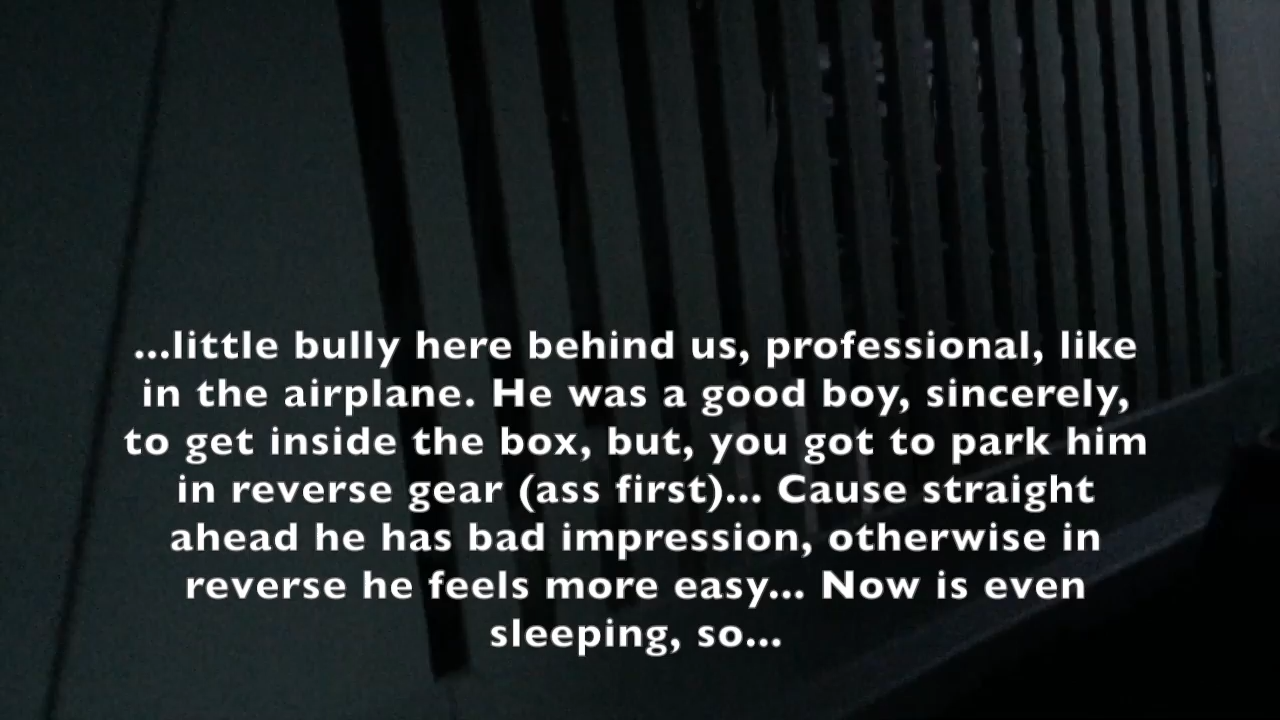 ...little bully here behind us, professional, like
in the airplane. He was a good boy, sincerely,
to get inside the box, but, you got to park him
in reverse gear (ass first)... Cause straight
ahead he has bad impression, otherwise in
reverse he feels more easy... Now is even
sleeping, so...